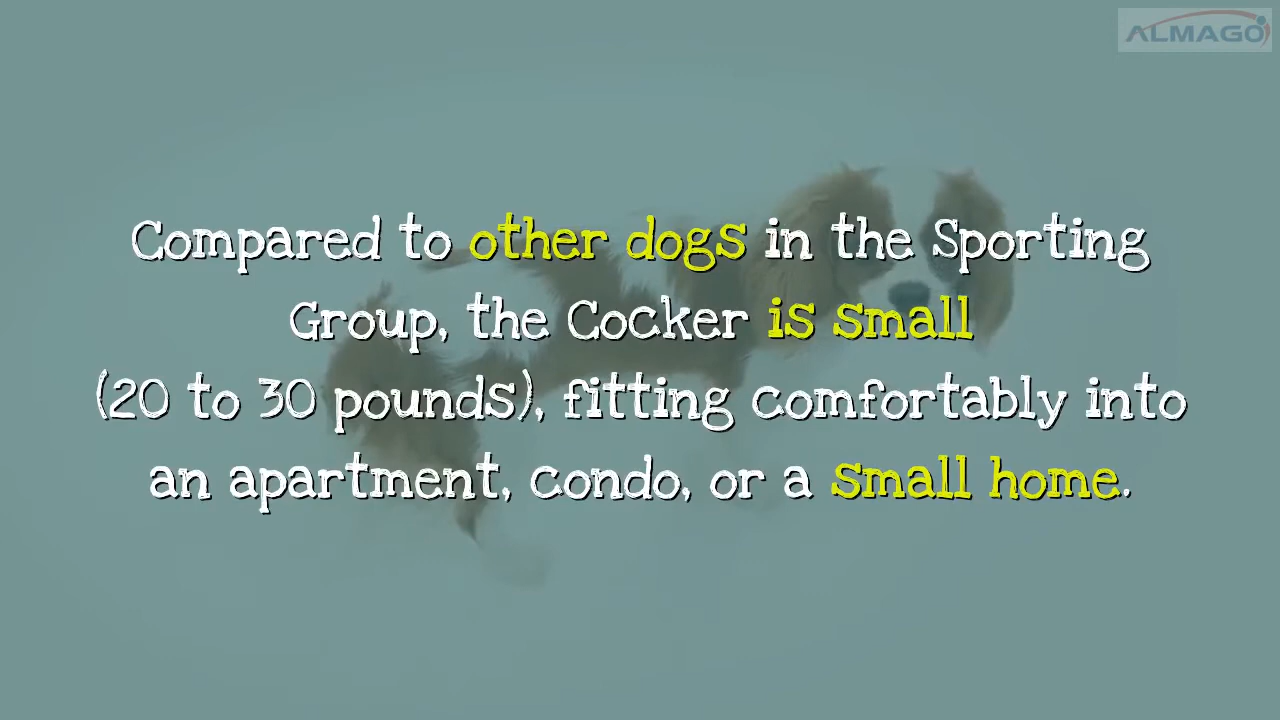 ALMAGO
Compared to other dogs in the Sporting
Group, the Cocker is small
(20 to 30 pounds), fitting comfortably into
an apartment, condo, or a small home.